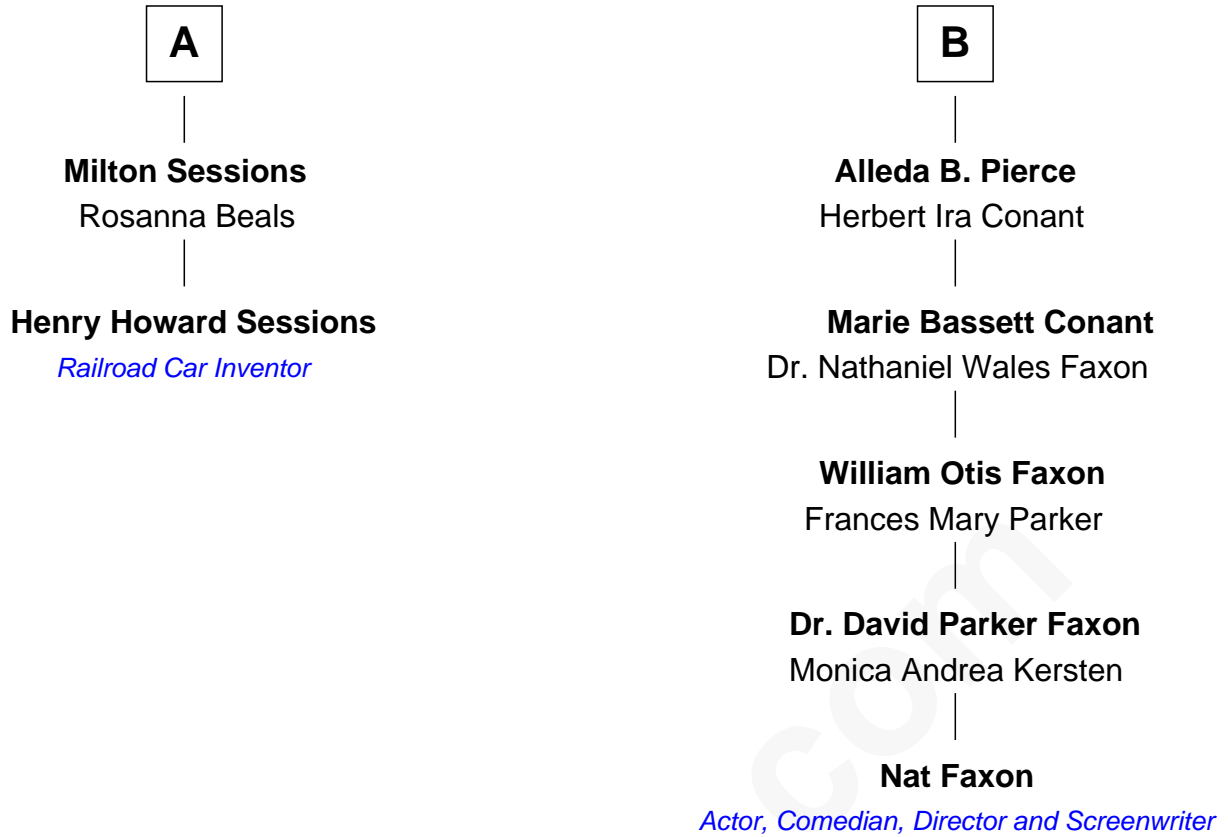 A
Milton Sessions
Rosanna Beals
Henry Howard Sessions
Railroad Car Inventor
B
Alleda B. Pierce
Herbert Ira Conant
Marie Bassett Conant
Dr. Nathaniel Wales Faxon
William Otis Faxon
Frances Mary Parker
Dr. David Parker Faxon
Monica Andrea Kersten
Nat Faxon
Actor, Comedian, Director and Screenwriter
com